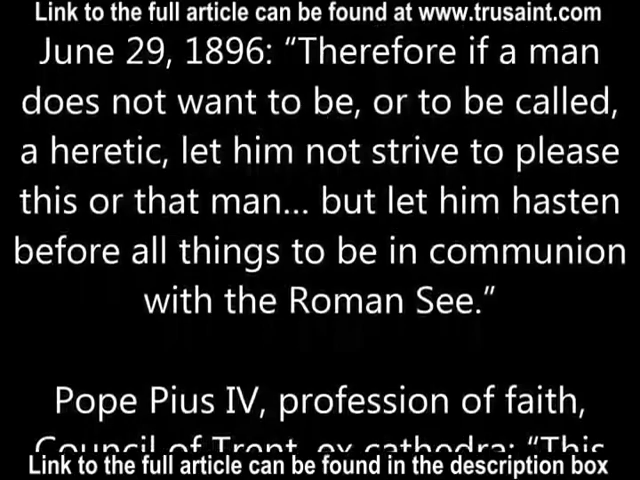 Link to the full article can be found at www.trusaint.com
June 29, 1896: “Therefore if a man
does not want to be, or to be called,
a heretic, let him not strive to please
this or that man... but let him hasten
before all things to be in communion
with the Roman See.”
Pope Pius IV, profession of faith,
Council of Trent, ex cathedra: “This
Link to the full article can be found in the description box